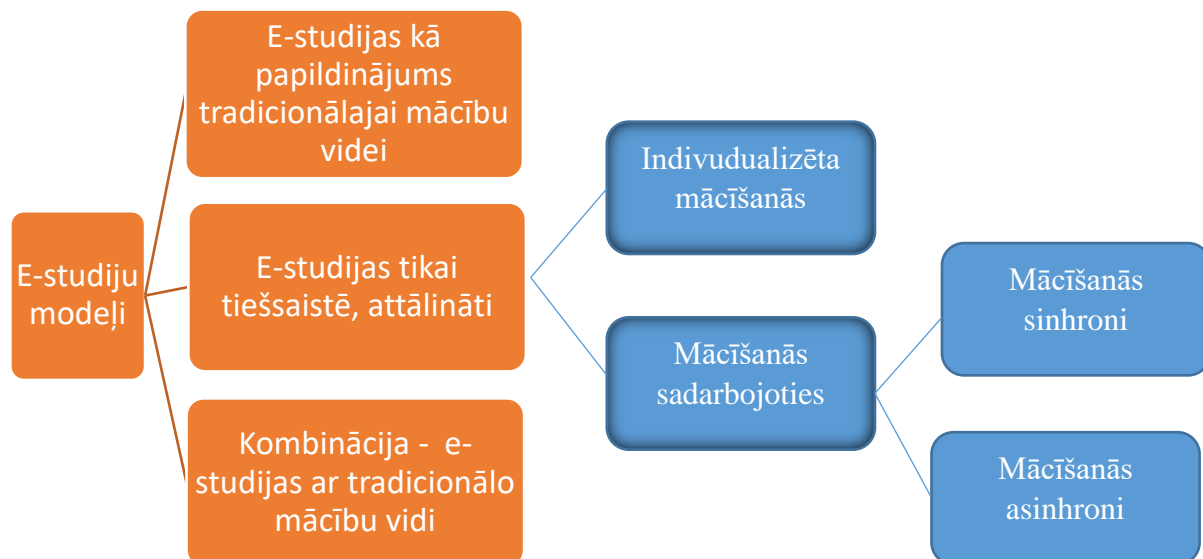 E-studiju
modeļi
E-studijas kā
papildinājums
tradicionālajai mācību
videi
E-studijas tikai
tiešsaistē, attālināti
Kombinācija - e-
studijas ar tradicionālo
mācību vidi
Indivudualizēta
mācīšanās
Mācīšanās
sadarbojoties
Mācīšanās
sinhroni
Mācīšanās
asinhroni